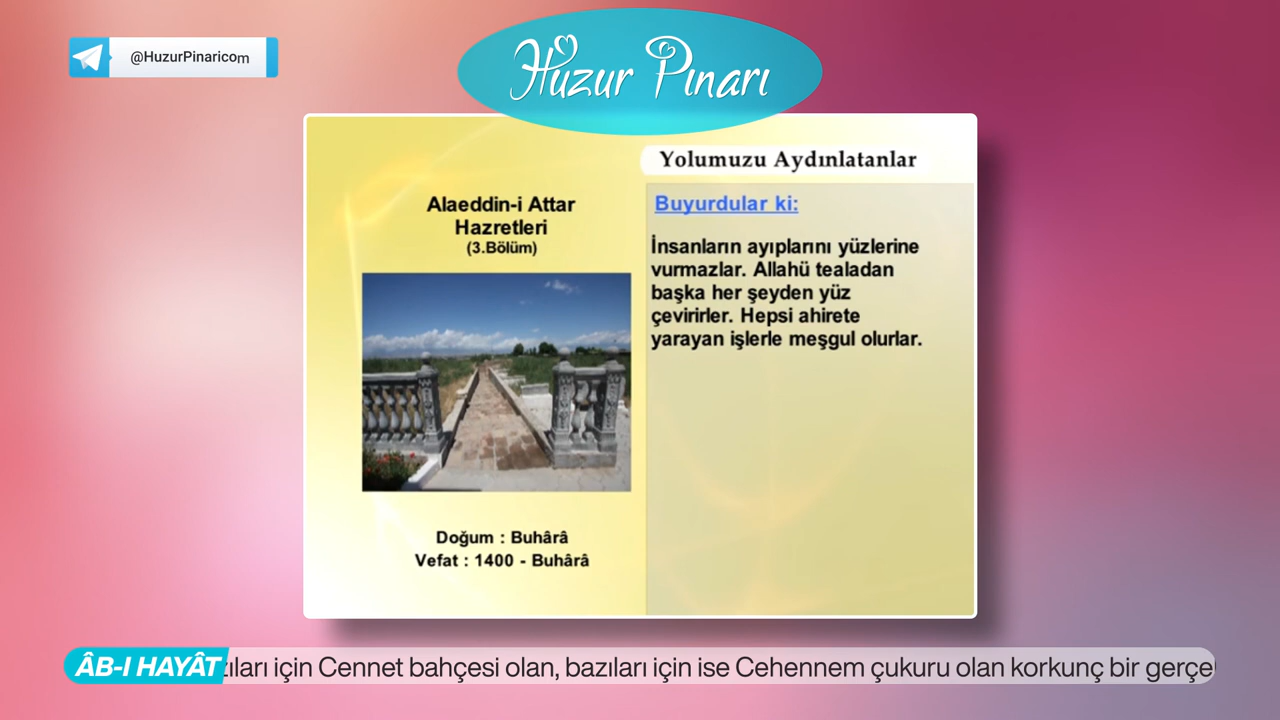 @HuzurPinaricom
Huzur Pınarı
Yolumuzu Aydınlatanlar
Alaeddin-i Attar
Hazretleri
(3.Bölüm)
Doğum : Buhârâ
Vefat : 1400 - Buhârâ
Buyurdular ki:
İnsanların ayıplarını yüzlerine
vurmazlar. Allahü tealadan
başka her şeyden yüz
çevirirler. Hepsi ahirete
yarayan işlerle meşgul olurlar.
ÂB-I HAYÂT
için Cennet bahçesi olan, bazıları için ise Cehennem çukuru olan korkunç bir